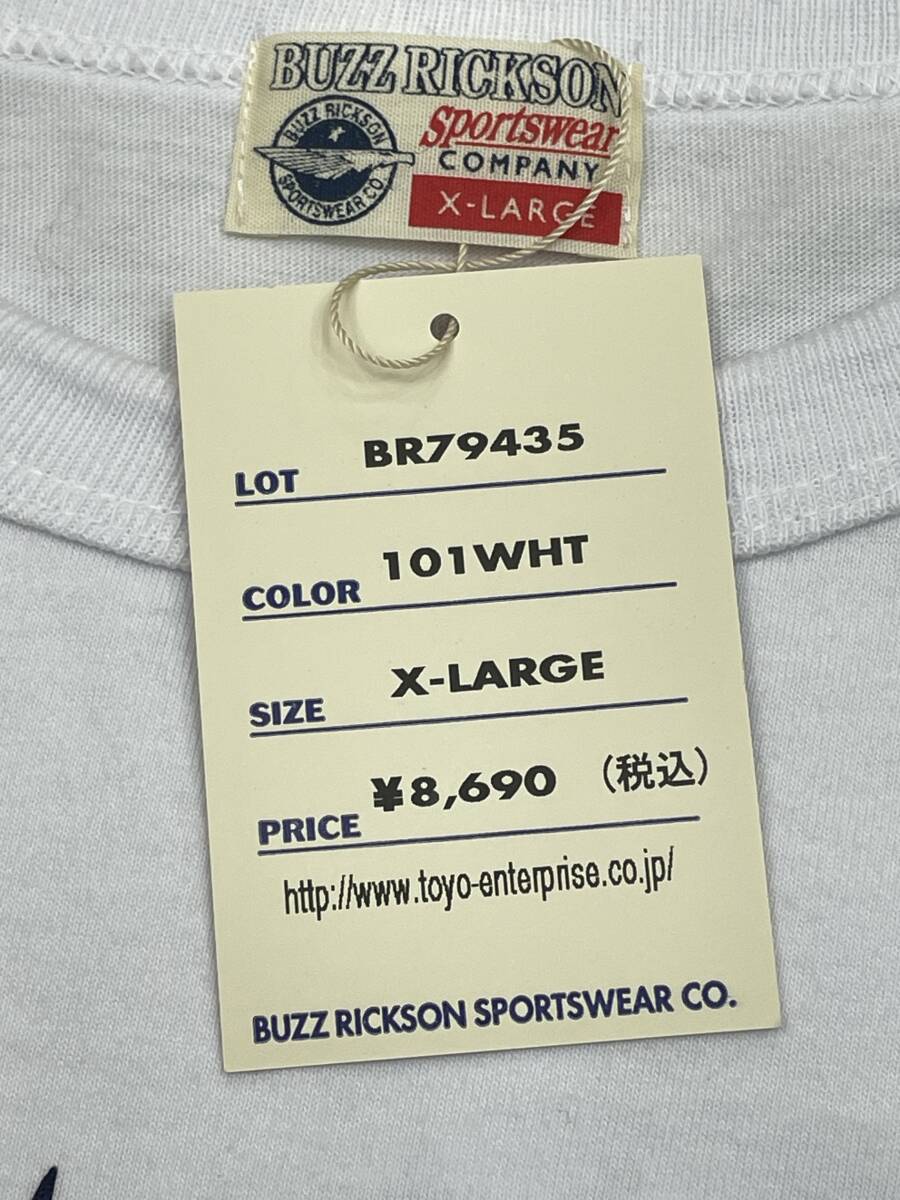 BUZZ RICKSON
Sportswear
COMPANY
X-LARGE
BUZZ RICKSON
SPORTSWEAR CO.
LOT BR79435
COLOR 101WHT
SIZE X-LARGE
PRICE ¥8,690 (税込)
http://www.toyo-enterprise.co.jp/
BUZZ RICKSON SPORTSWEAR CO.